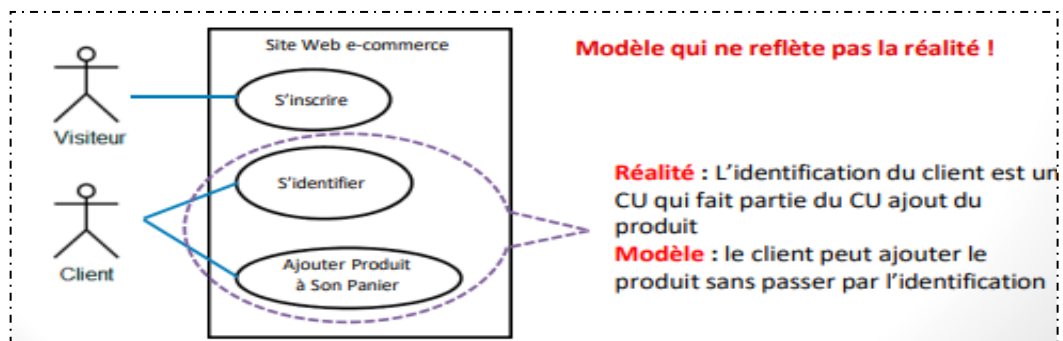 Site Web e-commerce
Modèle qui ne reflète pas la réalité !
S'inscrire
Visiteur
S'identifier
Réalité : L'identification du client est un
CU qui fait partie du CU ajout du
produit
Modèle : le client peut ajouter le
produit sans passer par l'identification
Client
Ajouter Produit
à Son Panier